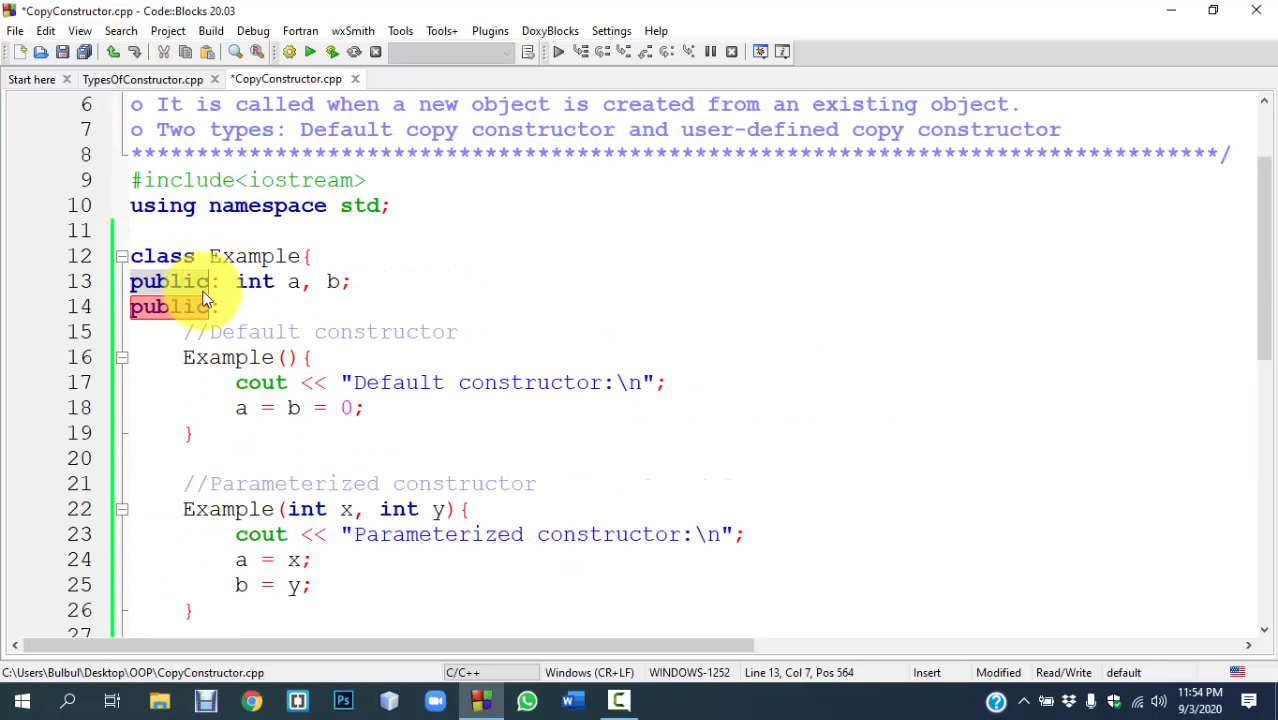 *CopyConstructor.cpp - Code::Blocks 20.03
File Edit View Search Project Build Debug Fortran wxSmith Tools Tools+ Plugins DoxyBlocks Settings Help
Start here TypesOfConstructor.cpp *CopyConstructor.cpp
6 o It is called when a new object is created from an existing object.
7 o Two types: Default copy constructor and user-defined copy constructor
8 ***********************************************************************************/
9 #include<iostream>
10 using namespace std;
11
12 class Example{
13 public: int a, b;
14 public:
15 //Default constructor
16 Example(){
17 cout << "Default constructor:\n";
18 a = b = 0;
19 }
20
21 //Parameterized constructor
22 Example(int x, int y){
23 cout << "Parameterized constructor:\n";
24 a = x;
25 b = y;
26 }
27
C:\Users\Bulbul\Desktop\OOP\CopyConstructor.cpp C/C++ Windows (CR+LF) WINDOWS-1252 Line 13, Col 7, Pos 564 Insert Modified Read/Write default
11:54 PM
9/3/2020